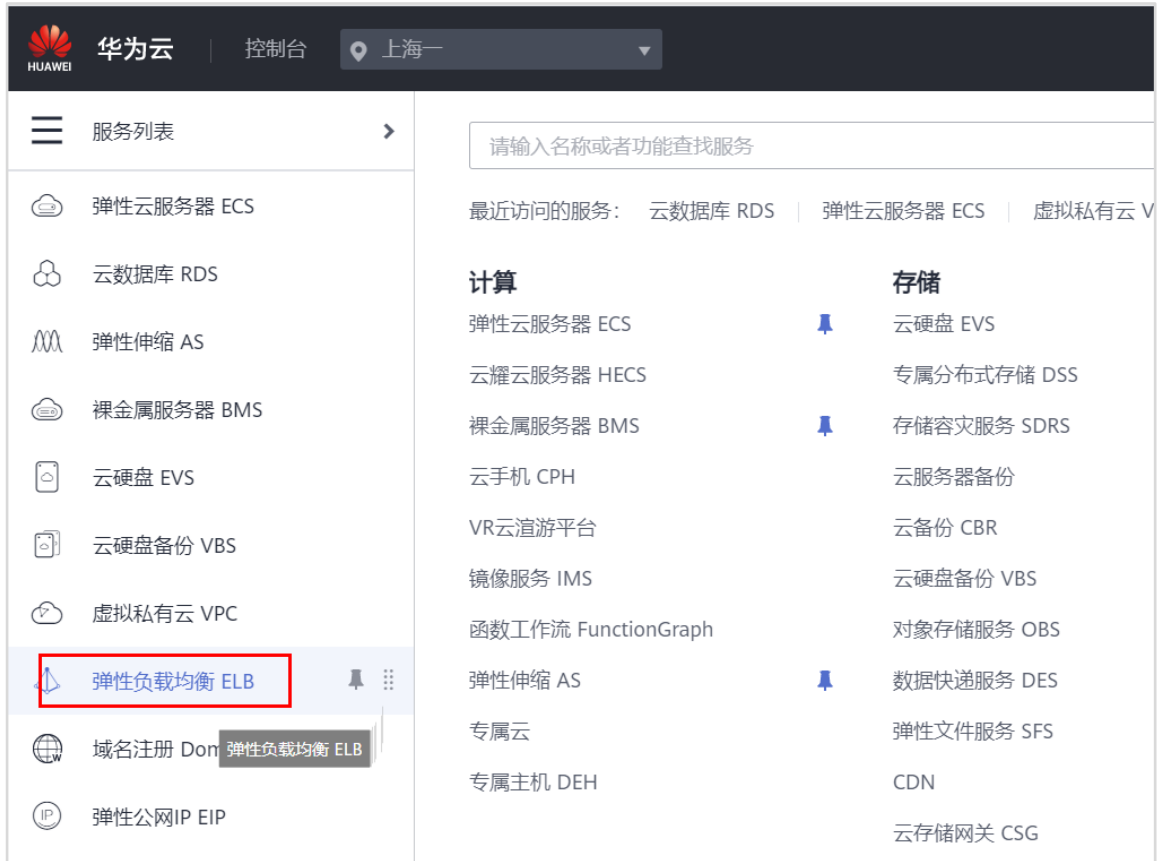 HUAWEI 华为云 控制台 上海一
服务列表
弹性云服务器 ECS
云数据库 RDS
弹性伸缩 AS
裸金属服务器 BMS
云硬盘 EVS
云硬盘备份 VBS
虚拟私有云 VPC
弹性负载均衡 ELB
弹性负载均衡 ELB
域名注册 Dom
弹性公网IP EIP
请输入名称或者功能查找服务
最近访问的服务： 云数据库 RDS 弹性云服务器 ECS 虚拟私有云 V
计算
弹性云服务器 ECS
云耀云服务器 HECS
裸金属服务器 BMS
云手机 CPH
VR云渲游平台
镜像服务 IMS
函数工作流 FunctionGraph
弹性伸缩 AS
专属云
专属主机 DEH
存储
云硬盘 EVS
专属分布式存储 DSS
存储容灾服务 SDRS
云服务器备份
云备份 CBR
云硬盘备份 VBS
对象存储服务 OBS
数据快递服务 DES
弹性文件服务 SFS
CDN
云存储网关 CSG